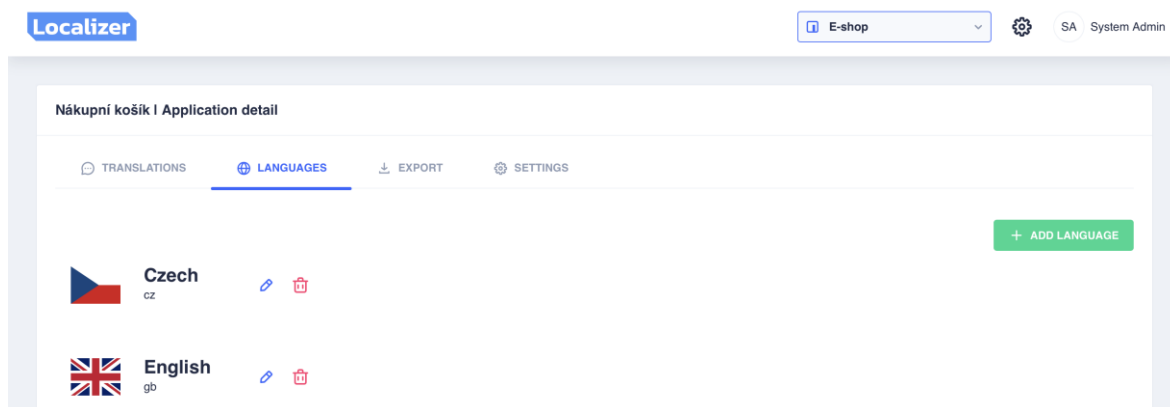 Localizer
E-shop
SA System Admin
Nákupní košík | Application detail
TRANSLATIONS LANGUAGES EXPORT SETTINGS
+ ADD LANGUAGE
Czech
cz
English
gb